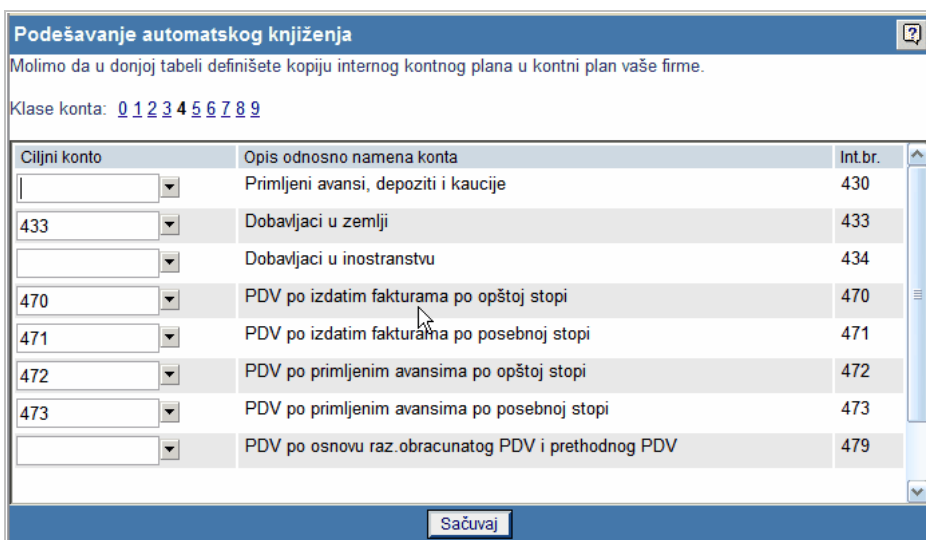 Podešavanje automatskog knjiženja
Molimo da u donjoj tabeli definišete kopiju internog kontnog plana u kontni plan vaše firme.
Klase konta: 0 1 2 3 4 5 6 7 8 9
Ciljni konto Opis odnosno namena konta Int.br.
Primljeni avansi, depoziti i kaucije 430
433 Dobavljaci u zemlji 433
Dobavljaci u inostranstvu 434
470 PDV po izdatim fakturama po opštoj stopi 470
471 PDV po izdatim fakturama po posebnoj stopi 471
472 PDV po primljenim avansima po opštoj stopi 472
473 PDV po primljenim avansima po posebnoj stopi 473
PDV po osnovu raz.obracunatog PDV i prethodnog PDV 479
Sačuvaj